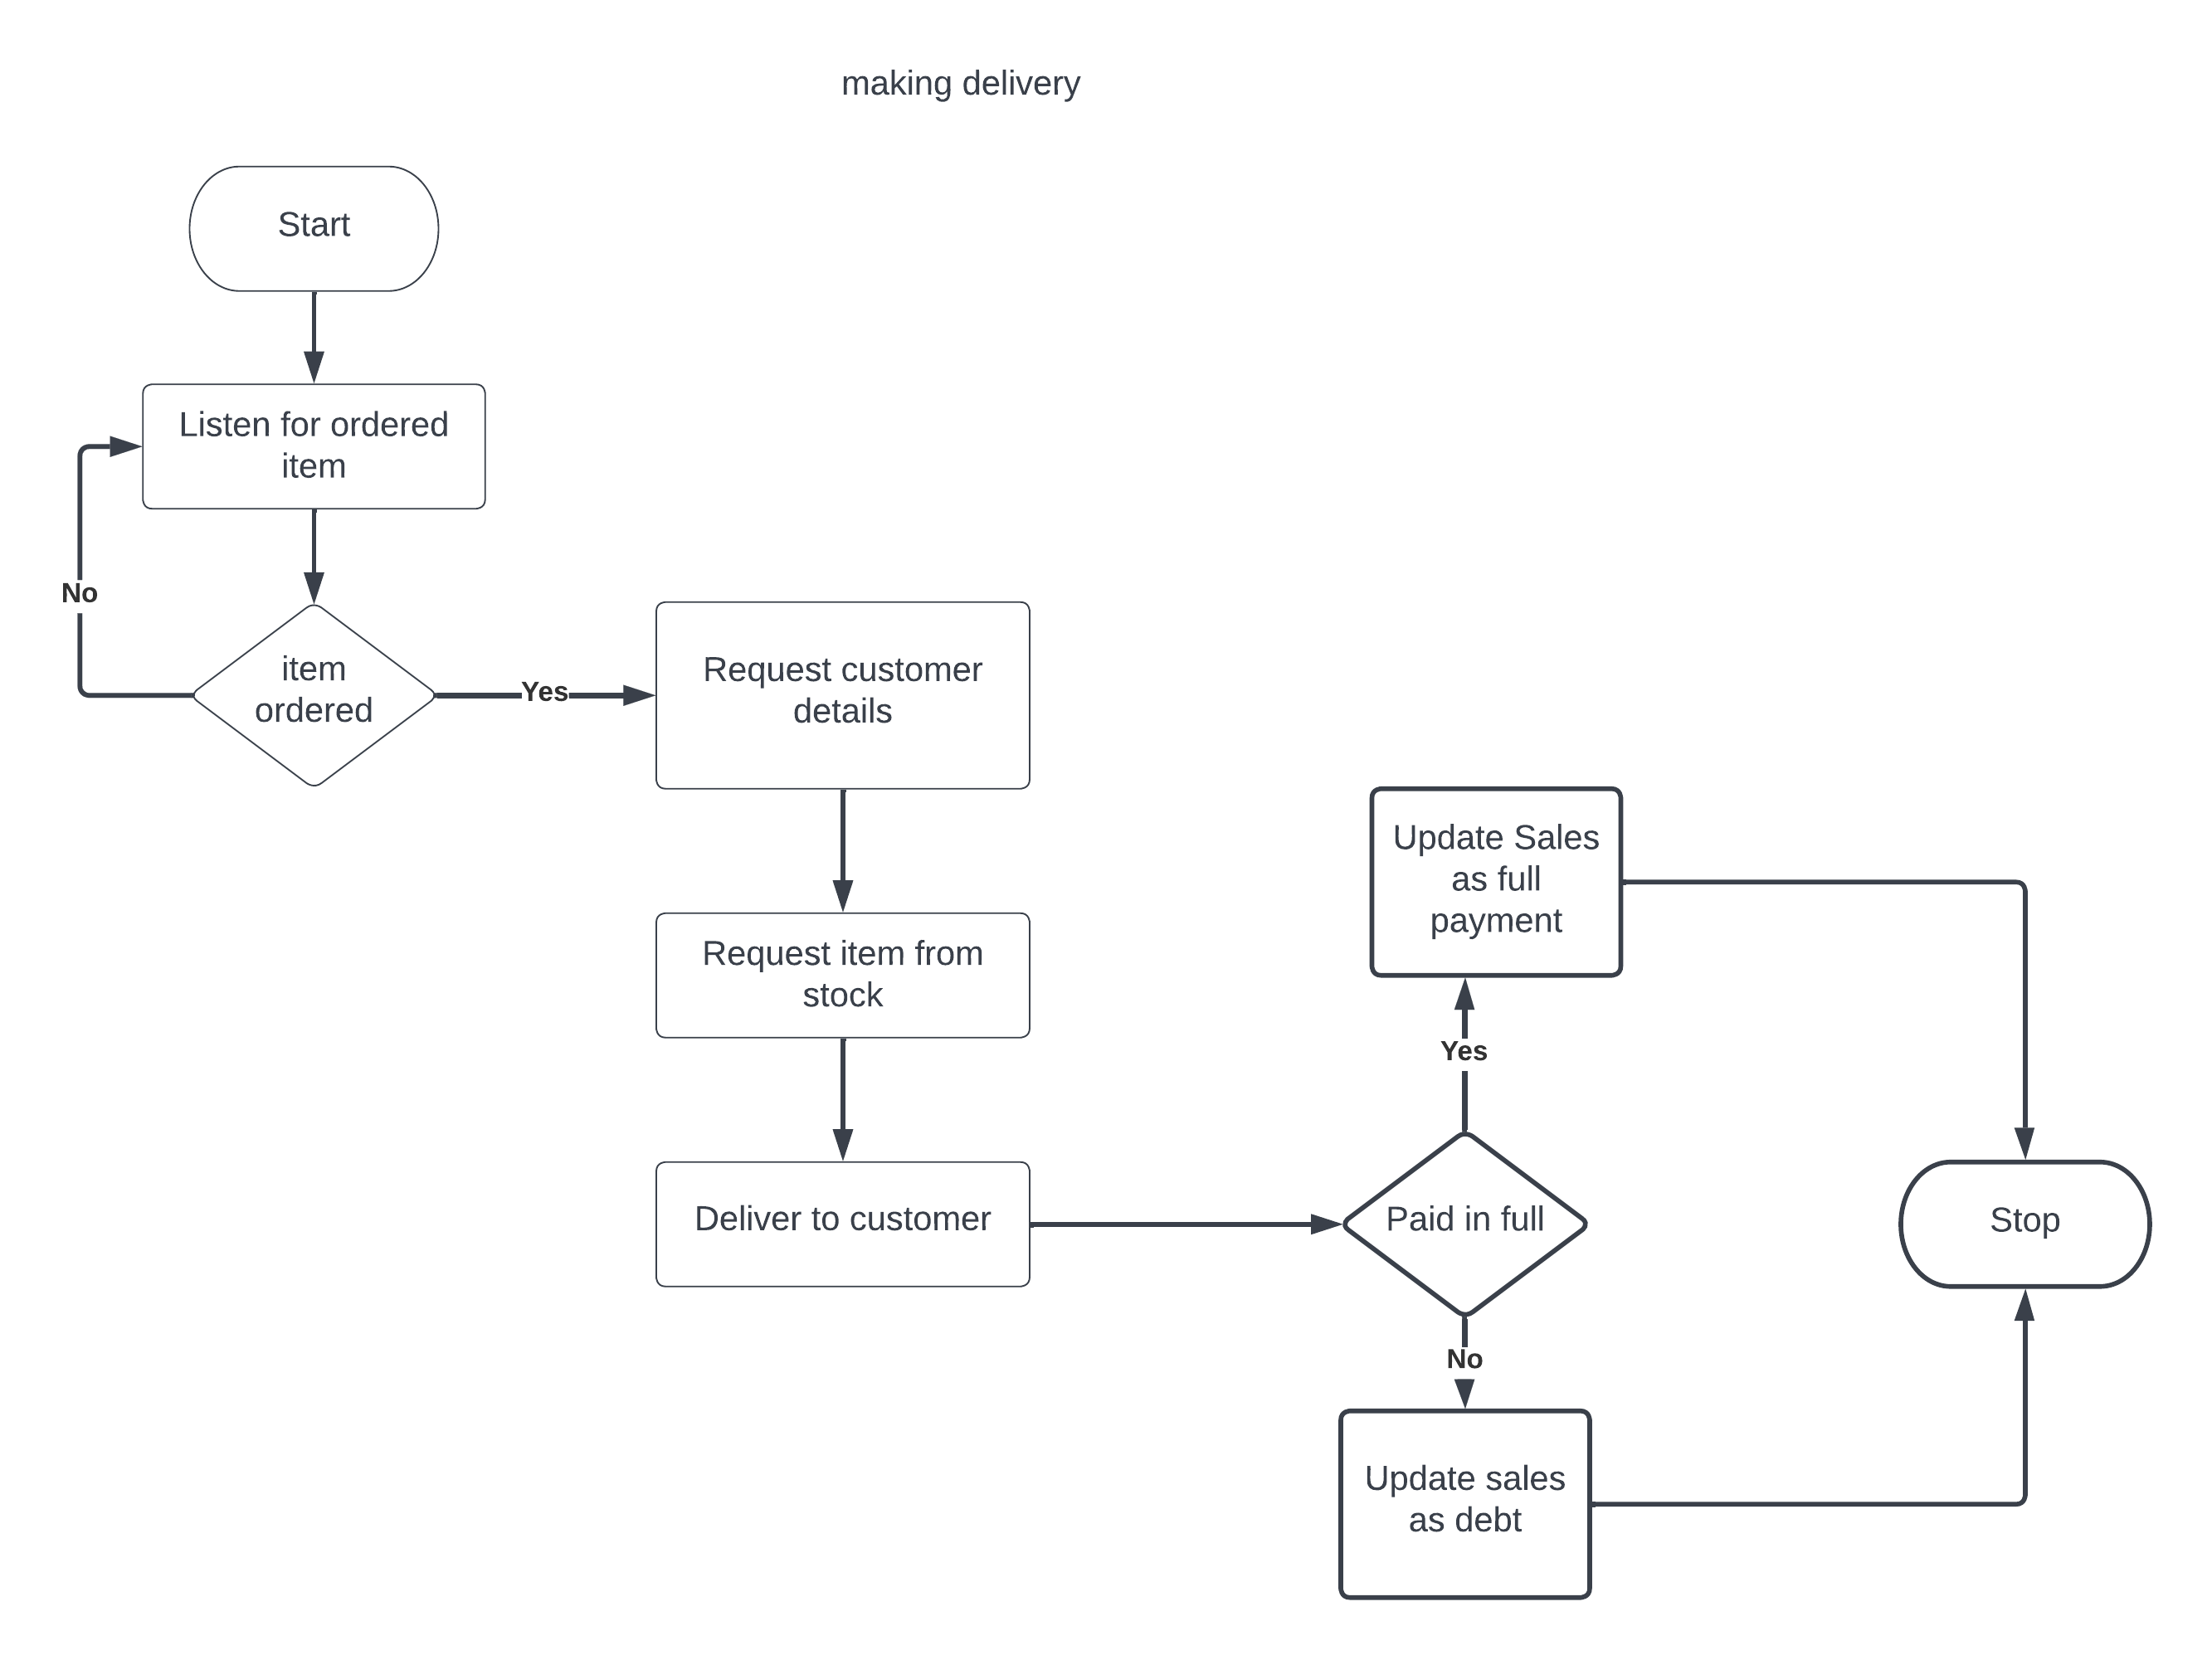 making delivery
Start
Listen for ordered
item
No
item
ordered
Yes
Request customer
details
Request item from
stock
Deliver to customer
Paid in full
Yes
Update Sales
as full
payment
No
Update sales
as debt
Stop